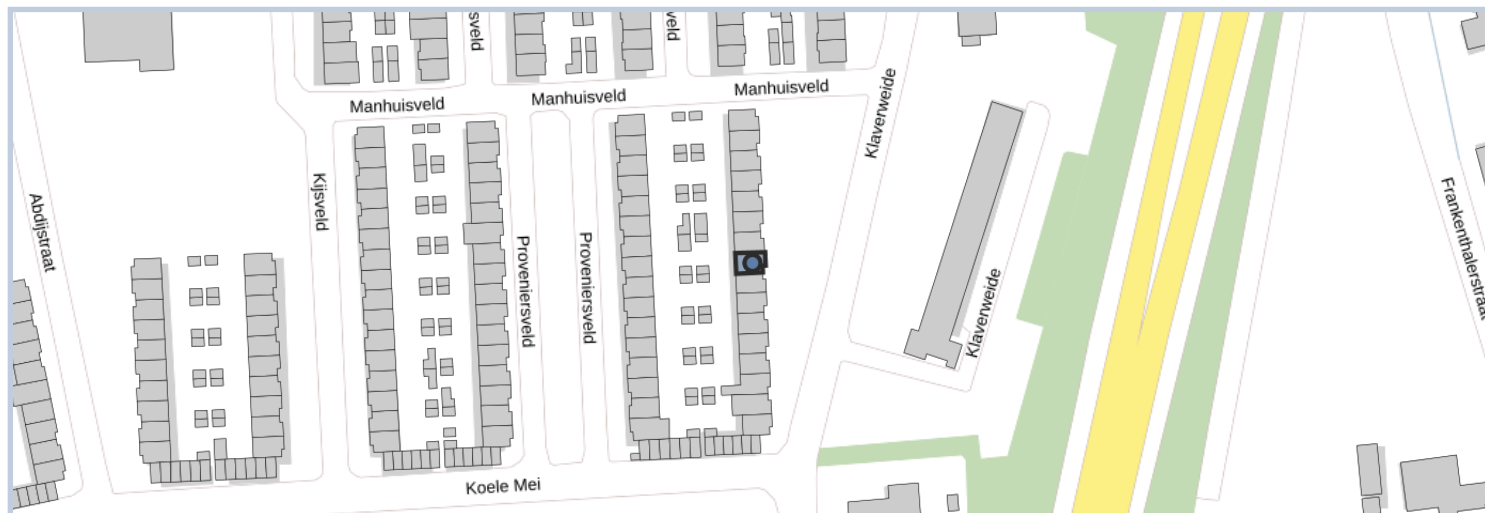 sveld
veld
Manhuisveld
Manhuisveld
Manhuisveld
Klaverweide
Abdijstraat
Kijsveld
Proveniersveld
Proveniersveld
Klaverweide
Frankenthalerstraat
Koele Mei